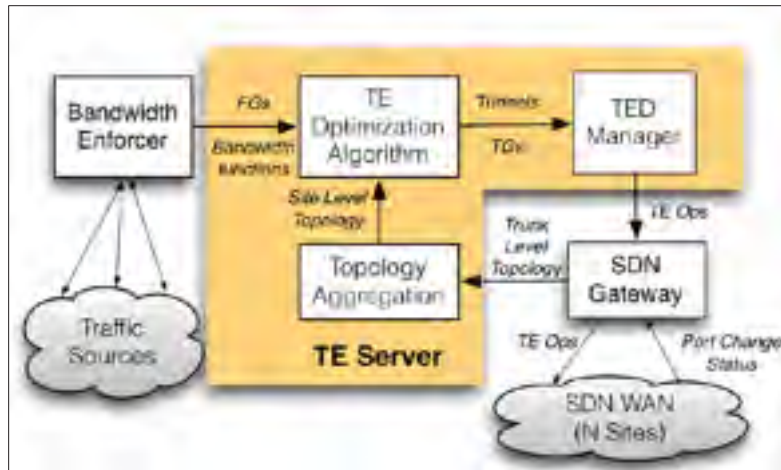 Bandwidth
Enforcer
FGs
Bandwidth
functions
TE
Optimization
Algorithm
Tunnels
TGs
TED
Manager
Site Level
Topology
TE Ops
Trunk
Level
Topology
Topology
Aggregation
SDN
Gateway
Traffic
Sources
TE Server
TE Ops
Port Change
Status
SDN WAN
(N Sites)